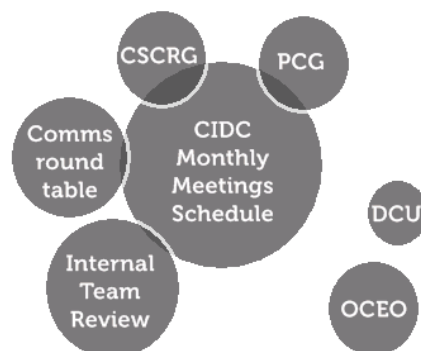 CSCRG
PCG
CIDC
Monthly
Meetings
Schedule
Comms
round
table
DCU
Internal
Team
Review
OCEO